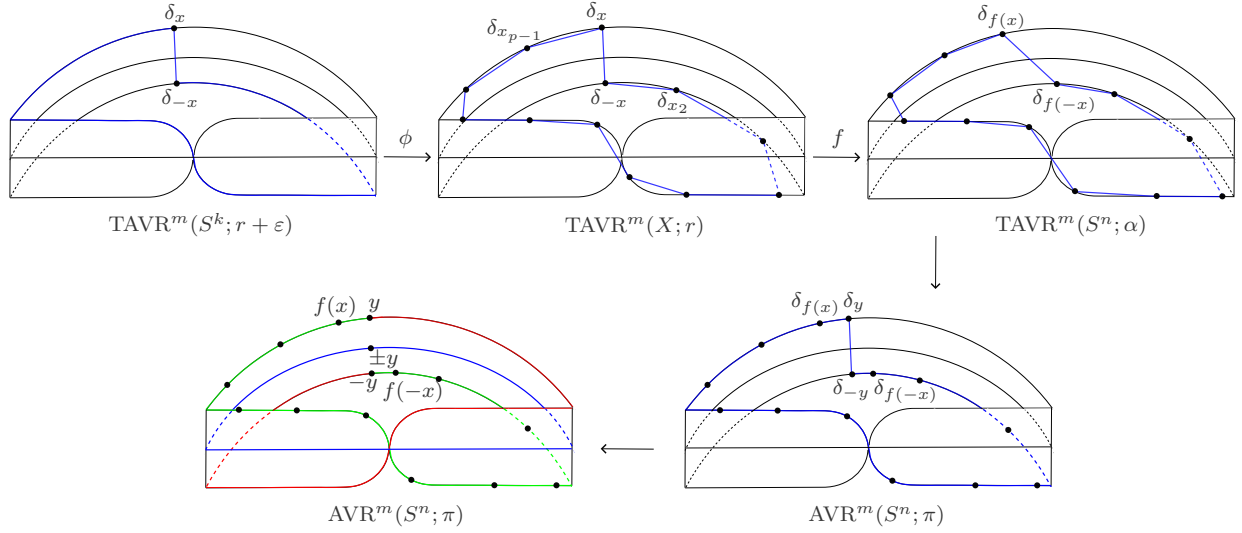 δ_x
δ_{-x}
TAVR^m(S^k; r + ε)
ϕ
δ_{x_{p-1}}
δ_x
δ_{-x}
δ_{x_2}
TAVR^m(X; r)
f
δ_{f(x)}
δ_{f(-x)}
TAVR^m(S^n; α)
f(x)
y
±y
-y
f(-x)
AVR^m(S^n; π)
δ_{f(x)}
δ_y
δ_{-y}
δ_{f(-x)}
AVR^m(S^n; π)